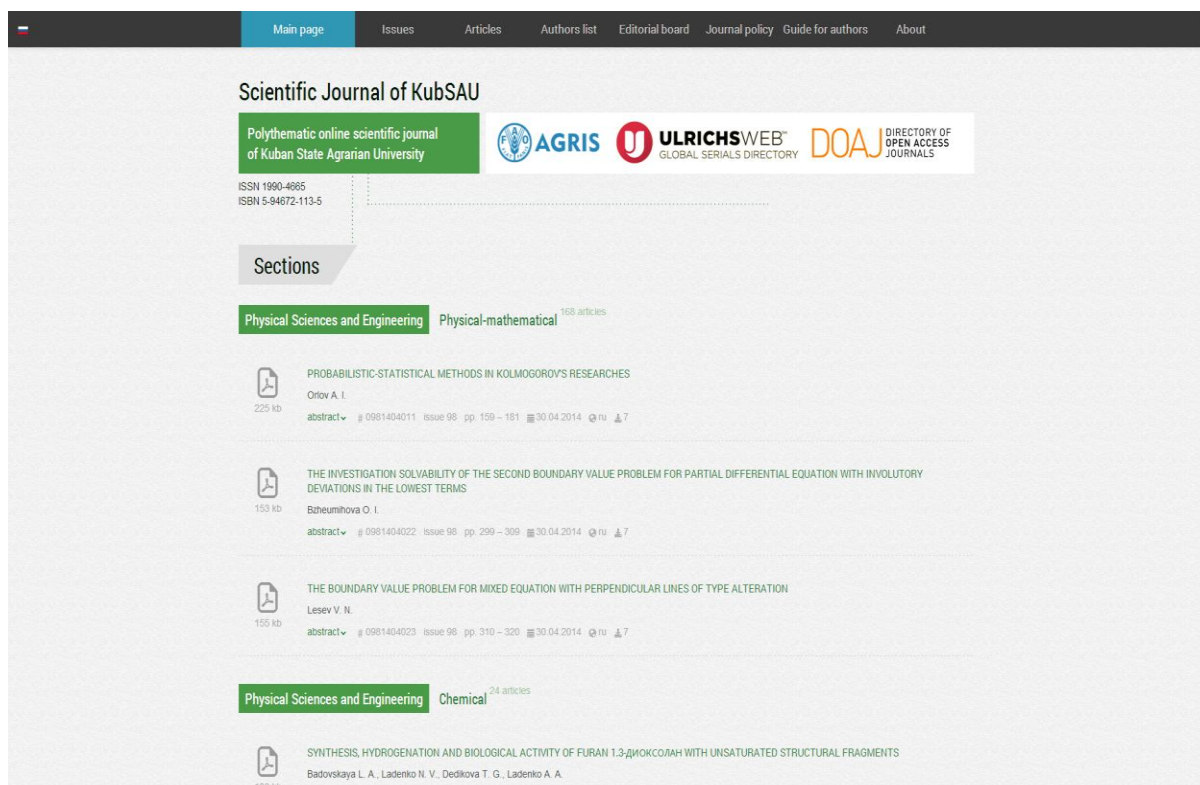 Main page Issues Articles Authors list Editorial board Journal policy Guide for authors About
Scientific Journal of KubSAU
Polythematic online scientific journal
of Kuban State Agrarian University
FAO AGRIS
ULRICHSWEB™
GLOBAL SERIALS DIRECTORY
DOAJ
DIRECTORY OF
OPEN ACCESS
JOURNALS
ISSN 1990-4665
ISBN 5-94672-113-5
Sections
Physical Sciences and Engineering Physical-mathematical 168 articles
PROBABILISTIC-STATISTICAL METHODS IN KOLMOGOROV'S RESEARCHES
Orlov A. I.
225 kb
abstract # 0981404011 issue 98 pp. 159 – 181 30.04.2014 ru 7
THE INVESTIGATION SOLVABILITY OF THE SECOND BOUNDARY VALUE PROBLEM FOR PARTIAL DIFFERENTIAL EQUATION WITH INVOLUTORY
DEVIATIONS IN THE LOWEST TERMS
153 kb
Bzheumihova O. I.
abstract # 0981404022 issue 98 pp. 299 – 309 30.04.2014 ru 7
THE BOUNDARY VALUE PROBLEM FOR MIXED EQUATION WITH PERPENDICULAR LINES OF TYPE ALTERATION
Lesev V. N.
155 kb
abstract # 0981404023 issue 98 pp. 310 – 320 30.04.2014 ru 7
Physical Sciences and Engineering Chemical 24 articles
SYNTHESIS, HYDROGENATION AND BIOLOGICAL ACTIVITY OF FURAN 1.3-ДИОКСОЛАН WITH UNSATURATED STRUCTURAL FRAGMENTS
Badovskaya L. A., Ladenko N. V., Dedikova T. G., Ladenko A. A.